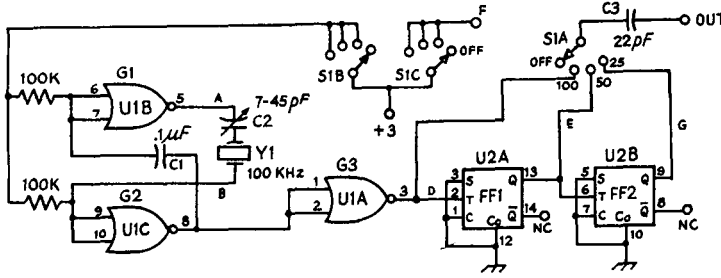 F
C3
OUT
22pF
S1A
OFF
S1B
S1C
OFF
100
50
25
+3
100K
G1
6
7
U1B
5
A
7-45pF
C2
.1µF
C1
Y1
100 KHz
B
E
G
100K
G2
9
10
U1C
8
G3
1
2
U1A
3
D
U2A
3
2
1
S
T
C
FF1
Q
Q̅
CD
13
14
NC
12
U2B
5
6
7
S
T
C
FF2
Q
Q̅
CD
9
8
NC
10